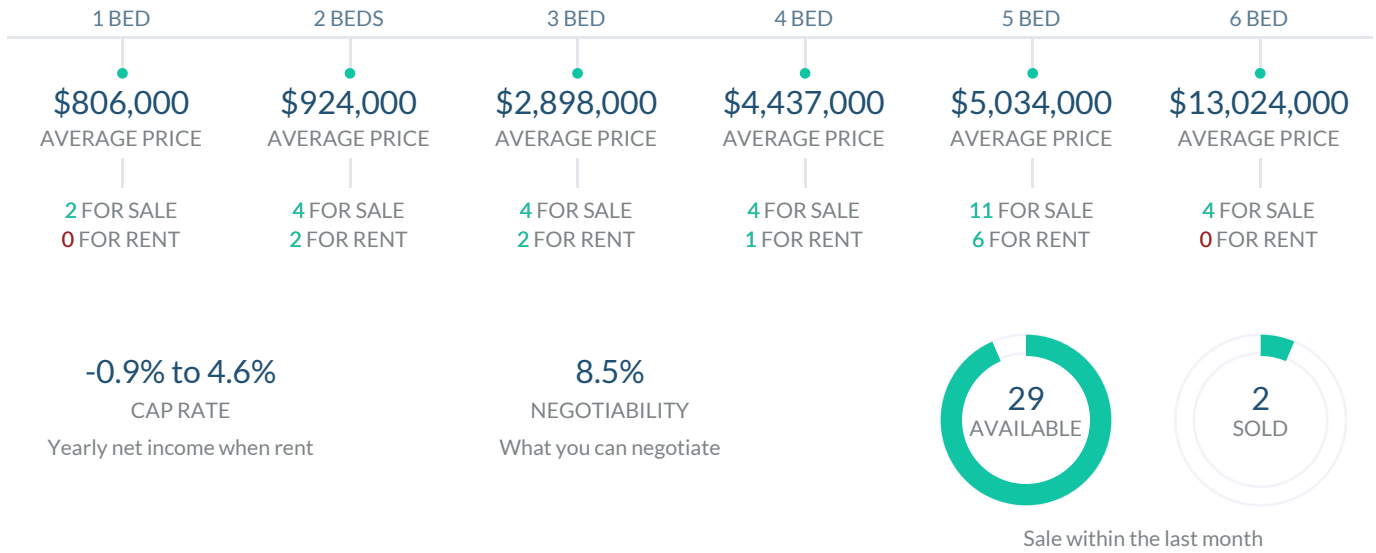 1 BED
2 BEDS
3 BED
4 BED
5 BED
6 BED
$806,000
$924,000
$2,898,000
$4,437,000
$5,034,000
$13,024,000
AVERAGE PRICE
AVERAGE PRICE
AVERAGE PRICE
AVERAGE PRICE
AVERAGE PRICE
AVERAGE PRICE
2 FOR SALE
4 FOR SALE
4 FOR SALE
4 FOR SALE
11 FOR SALE
4 FOR SALE
0 FOR RENT
2 FOR RENT
2 FOR RENT
1 FOR RENT
6 FOR RENT
0 FOR RENT
-0.9% to 4.6%
CAP RATE
Yearly net income when rent
8.5%
NEGOTIABILITY
What you can negotiate
29
AVAILABLE
2
SOLD
Sale within the last month